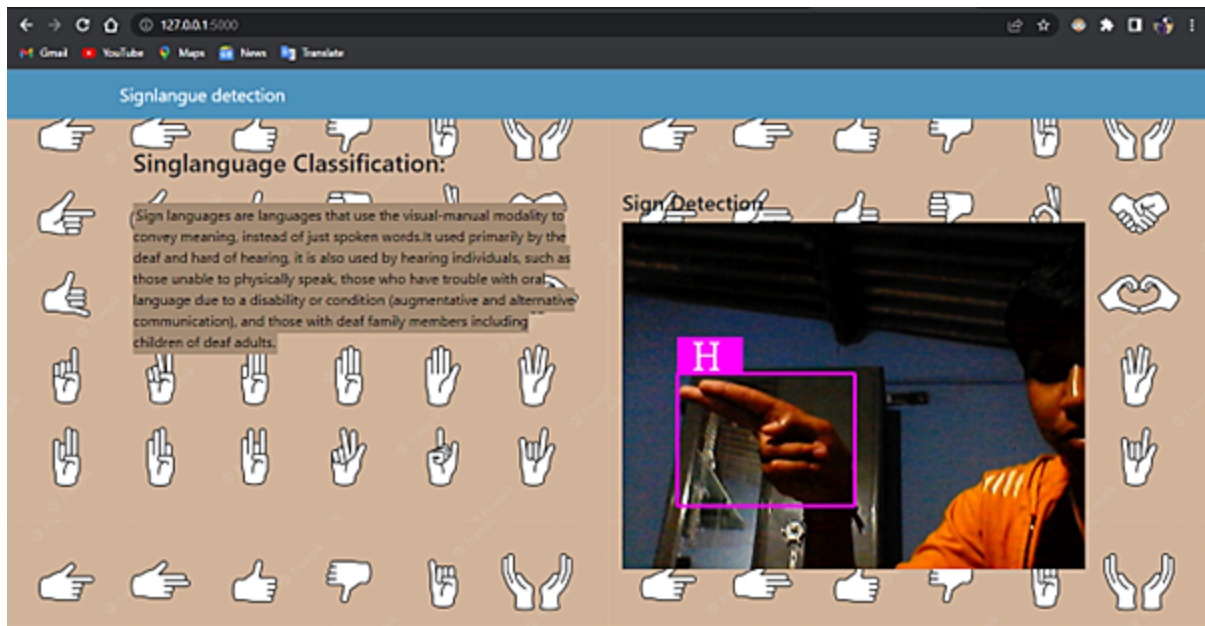 127.0.0.1:5000
Gmail YouTube Maps News Translate
Signlangue detection
Singlanguage Classification:
Sign languages are languages that use the visual-manual modality to
convey meaning, instead of just spoken words.It used primarily by the
deaf and hard of hearing, it is also used by hearing individuals, such as
those unable to physically speak, those who have trouble with oral
language due to a disability or condition (augmentative and alternative
communication), and those with deaf family members including
children of deaf adults.
Sign Detection
H